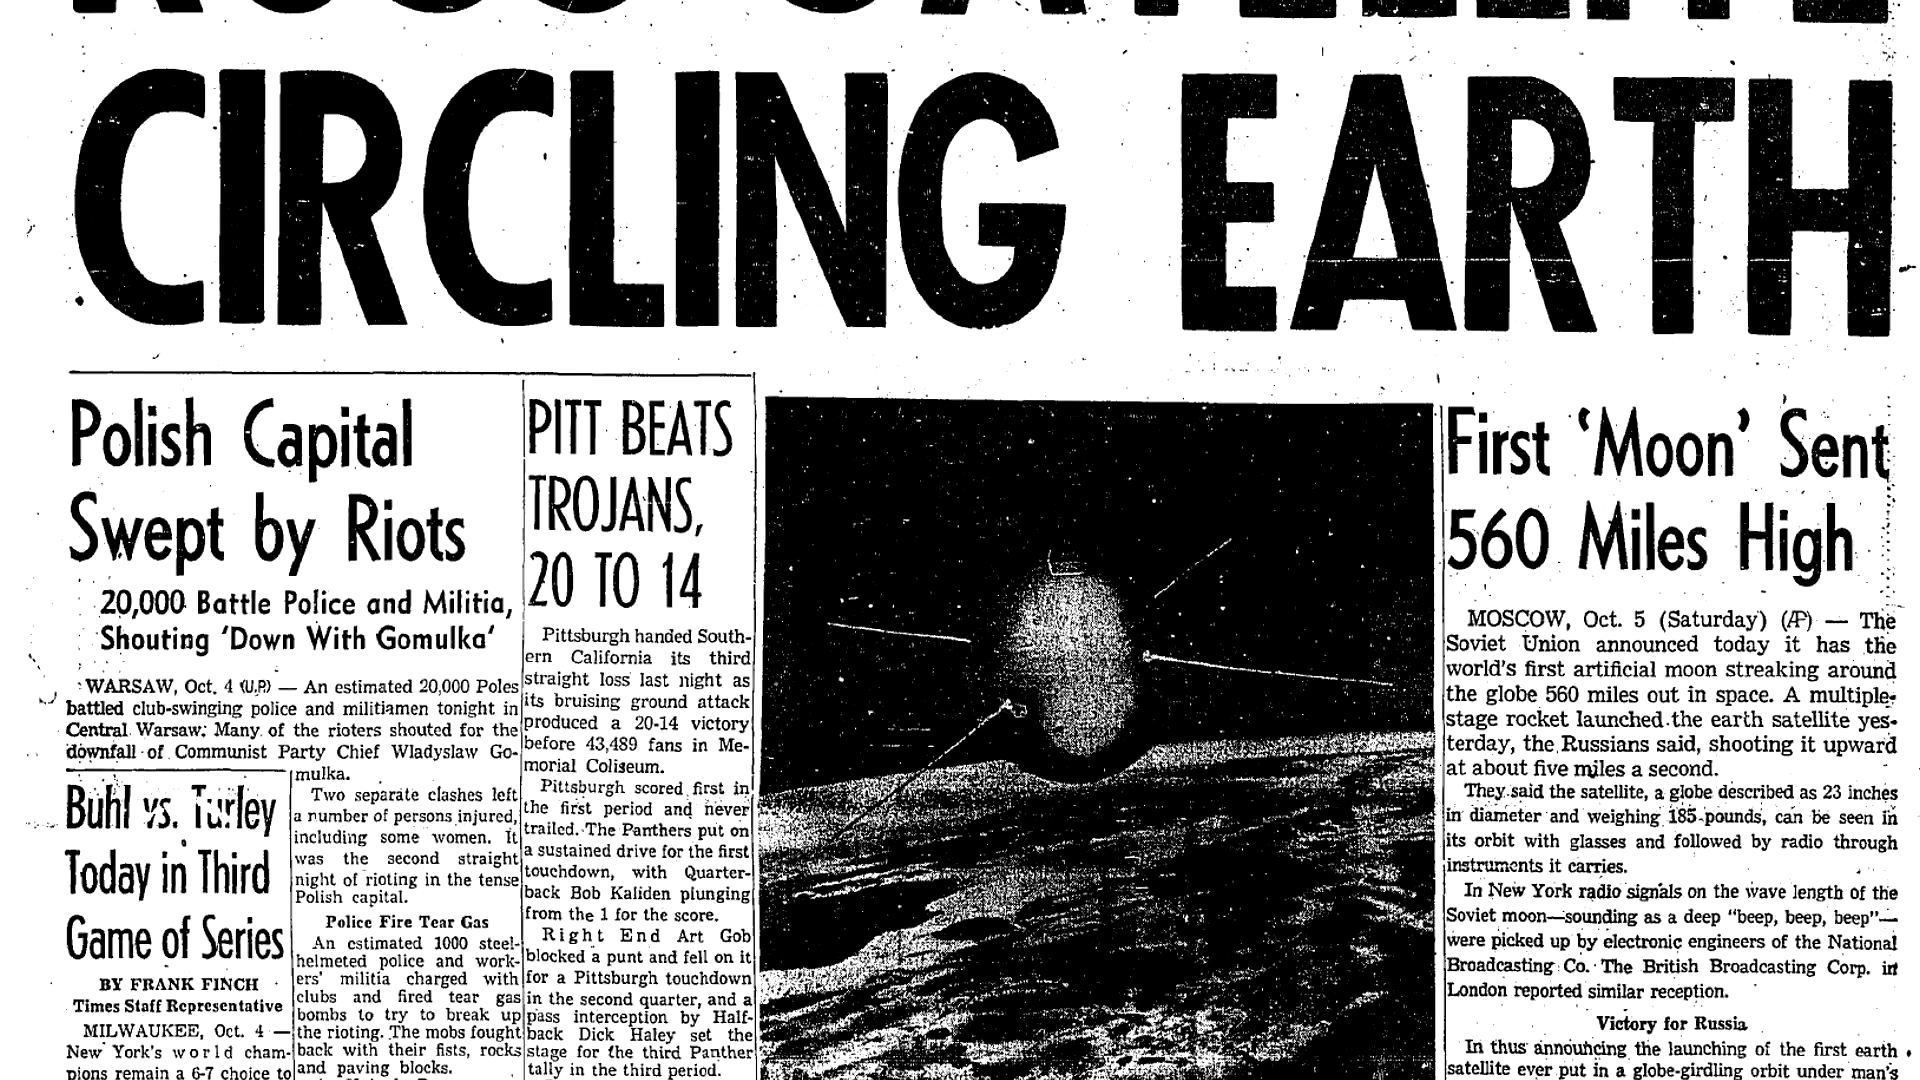 CIRCLING EARTH
Polish Capital
Swept by Riots
20,000 Battle Police and Militia,
Shouting 'Down With Gomulka'
WARSAW, Oct. 4 (U.P.) — An estimated 20,000 Poles
battled club-swinging police and militiamen tonight in
Central Warsaw. Many of the rioters shouted for the
downfall of Communist Party Chief Wladyslaw Go-
mulka.
Two separate clashes left
a number of persons injured,
including some women. It
was the second straight
night of rioting in the tense
Polish capital.
Police Fire Tear Gas
An estimated 1000 steel-
helmeted police and work-
ers' militia charged with
clubs and fired tear gas
bombs to try to break up
the rioting. The mobs fought
back with their fists, rocks
and paving blocks.
Buhl vs. Turley
Today in Third
Game of Series
BY FRANK FINCH
Times Staff Representative
MILWAUKEE, Oct. 4 —
New York's world cham-
pions remain a 6-7 choice to
PITT BEATS
TROJANS,
20 TO 14
Pittsburgh handed South-
ern California its third
straight loss last night as
its bruising ground attack
produced a 20-14 victory
before 43,489 fans in Me-
morial Coliseum.
Pittsburgh scored first in
the first period and never
trailed. The Panthers put on
a sustained drive for the first
touchdown, with Quarter-
back Bob Kaliden plunging
from the 1 for the score.
Right End Art Gob
blocked a punt and fell on it
for a Pittsburgh touchdown
in the second quarter, and a
pass interception by Half-
back Dick Haley set the
stage for the third Panther
tally in the third period.
First 'Moon' Sent
560 Miles High
MOSCOW, Oct. 5 (Saturday) (AP) — The
Soviet Union announced today it has the
world's first artificial moon streaking around
the globe 560 miles out in space. A multiple-
stage rocket launched the earth satellite yes-
terday, the Russians said, shooting it upward
at about five miles a second.
They said the satellite, a globe described as 23 inches
in diameter and weighing 185 pounds, can be seen in
its orbit with glasses and followed by radio through
instruments it carries.
In New York radio signals on the wave length of the
Soviet moon—sounding as a deep "beep, beep, beep"—
were picked up by electronic engineers of the National
Broadcasting Co. The British Broadcasting Corp. in
London reported similar reception.
Victory for Russia
In thus announcing the launching of the first earth
satellite ever put in a globe-girdling orbit under man's